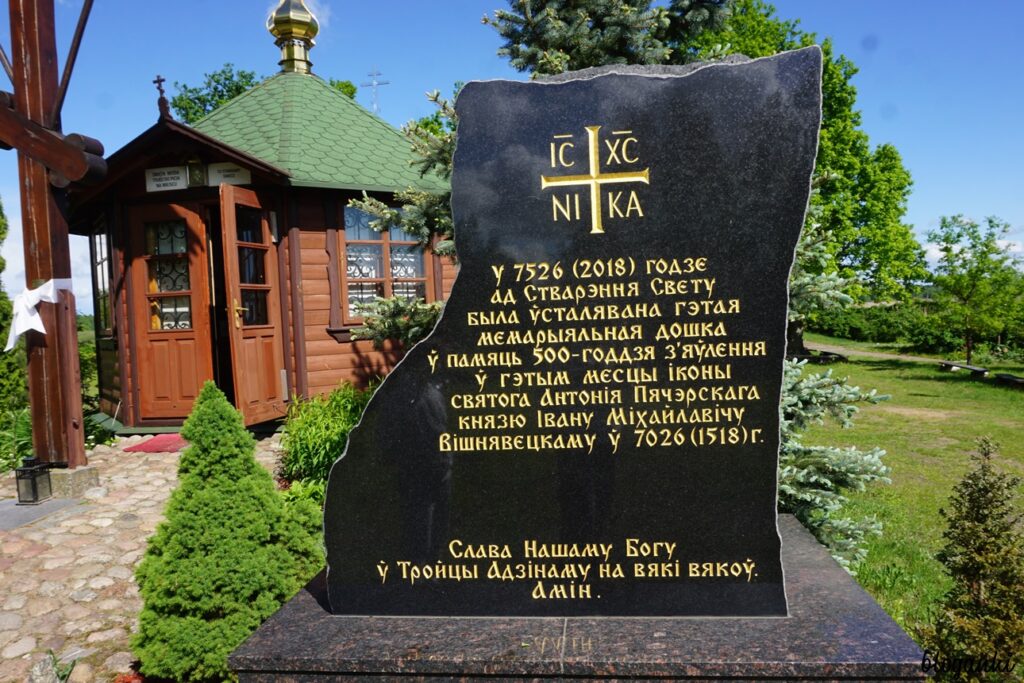 ІС ХС
NI KA
У 7526 (2018) годзе
ад Стварэння Свету
была ўсталявана гэтая
мемарыяльная дошка
ў памяць 500-годдзя з'яўлення
ў гэтым месцы іконы
святога Антонія Пячэрскага
князю Івану Міхайлавічу
Вішнявецкаму ў 7026 (1518) г.
Слава Нашаму Богу
ў Тройцы Адзінаму на вякі вякоў.
Амін.